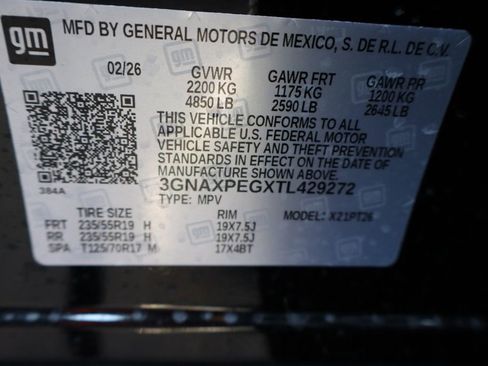 gm MFD BY GENERAL MOTORS DE MEXICO, S. DE R.L. DE C.V.
02/26 GVWR GAWR FRT GAWR RR
2200 KG 1175 KG 1200 KG
4850 LB 2590 LB 2645 LB
THIS VEHICLE CONFORMS TO ALL
APPLICABLE U.S. FEDERAL MOTOR
VEHICLE SAFETY AND THEFT PREVENTION
STANDARDS IN EFFECT ON THE DATE OF
MANUFACTURE SHOWN ABOVE.
384A 3GNAXPEGXTL429272
TYPE: MPV
TIRE SIZE RIM MODEL: X21PT26
FRT 235/55R19 H 19X7.5J
RR 235/55R19 H 19X7.5J
SPA T125/70R17 M 17X4BT